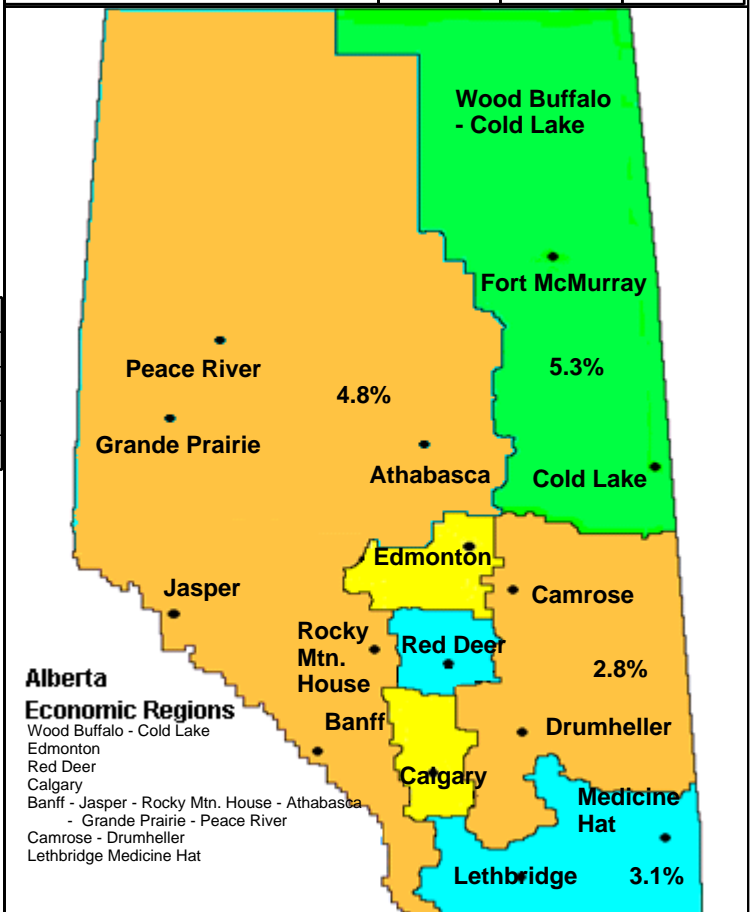 Wood Buffalo
- Cold Lake
Fort McMurray
5.3%
Peace River
4.8%
Grande Prairie
Athabasca
Cold Lake
Edmonton
Jasper
Camrose
Rocky
Mtn.
House
Red Deer
2.8%
Banff
Drumheller
Calgary
Medicine
Hat
Lethbridge
3.1%
Alberta
Economic Regions
Wood Buffalo - Cold Lake
Edmonton
Red Deer
Calgary
Banff - Jasper - Rocky Mtn. House - Athabasca
- Grande Prairie - Peace River
Camrose - Drumheller
Lethbridge Medicine Hat